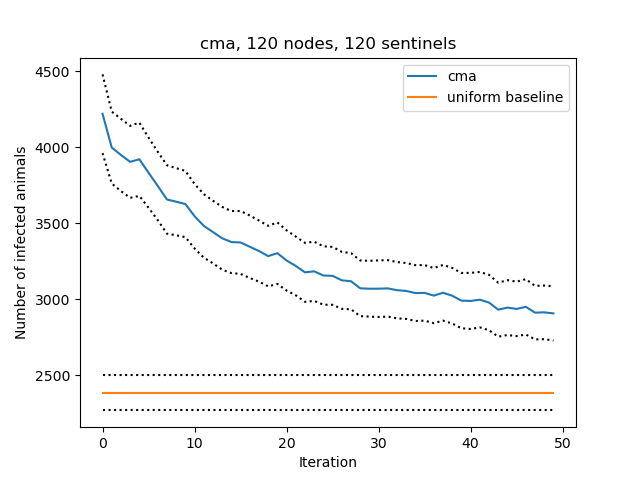 cma, 120 nodes, 120 sentinels
4500
4000
3500
3000
2500
Number of infected animals
cma
uniform baseline
0
10
20
30
40
50
Iteration